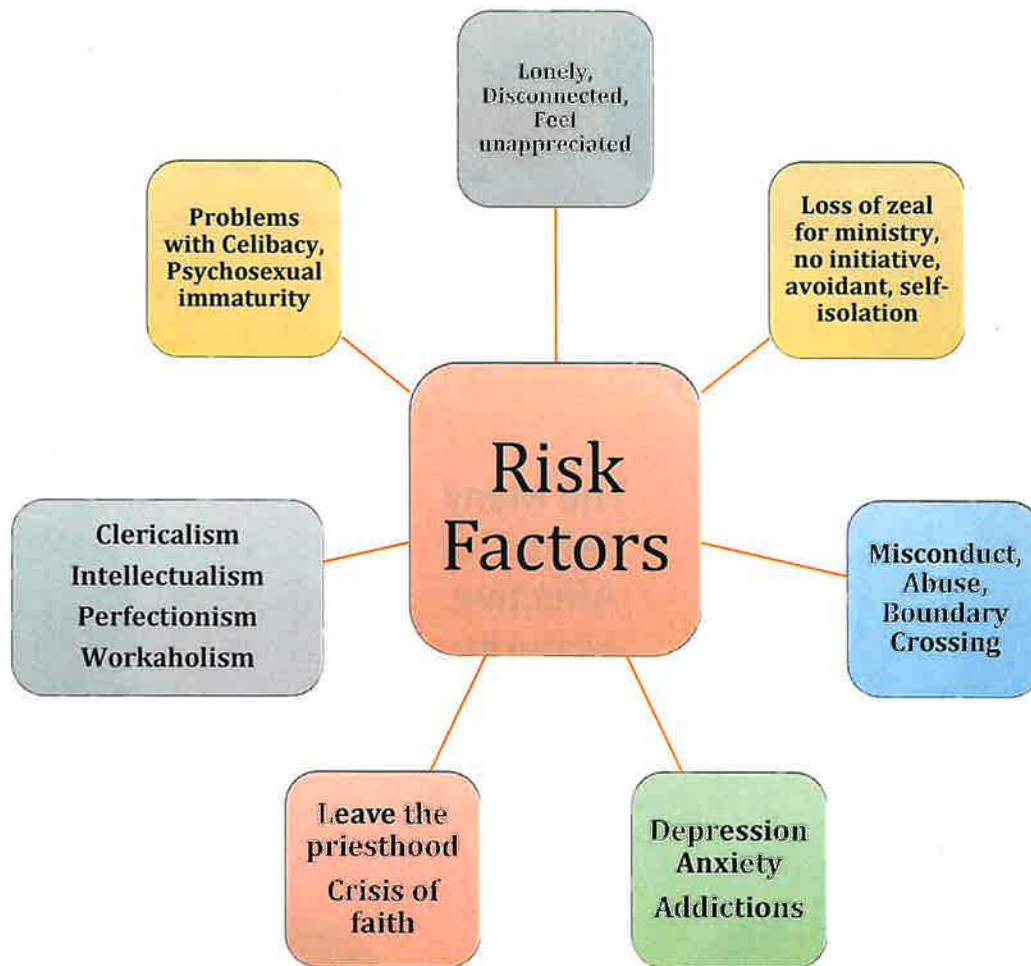 Lonely,
Disconnected,
Feel
unappreciated
Problems
with Celibacy,
Psychosexual
immaturity
Loss of zeal
for ministry,
no initiative,
avoidant, self-
isolation
Risk
Factors
Clericalism
Intellectualism
Perfectionism
Workaholism
Misconduct,
Abuse,
Boundary
Crossing
Leave the
priesthood
Crisis of
faith
Depression
Anxiety
Addictions